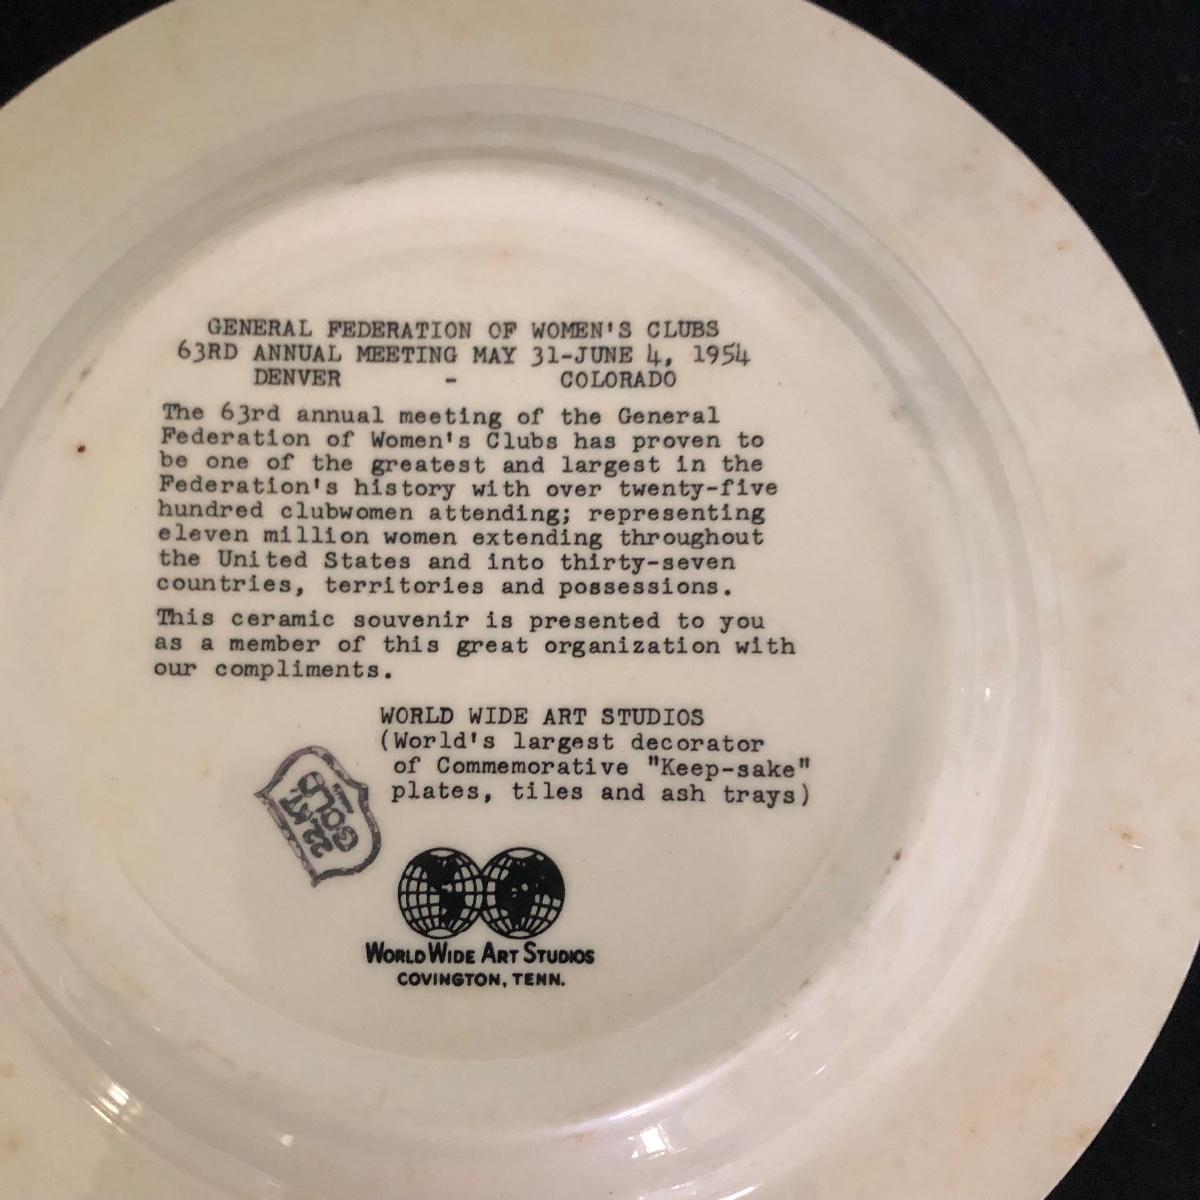 GENERAL FEDERATION OF WOMEN'S CLUBS
63RD ANNUAL MEETING MAY 31-JUNE 4, 1954
DENVER - COLORADO
The 63rd annual meeting of the General
Federation of Women's Clubs has proven to
be one of the greatest and largest in the
Federation's history with over twenty-five
hundred clubwomen attending; representing
eleven million women extending throughout
the United States and into thirty-seven
countries, territories and possessions.
This ceramic souvenir is presented to you
as a member of this great organization with
our compliments.
WORLD WIDE ART STUDIOS
(World's largest decorator
of Commemorative "Keep-sake"
plates, tiles and ash trays)
22 KT.
GOLD
WORLD WIDE ART STUDIOS
COVINGTON, TENN.